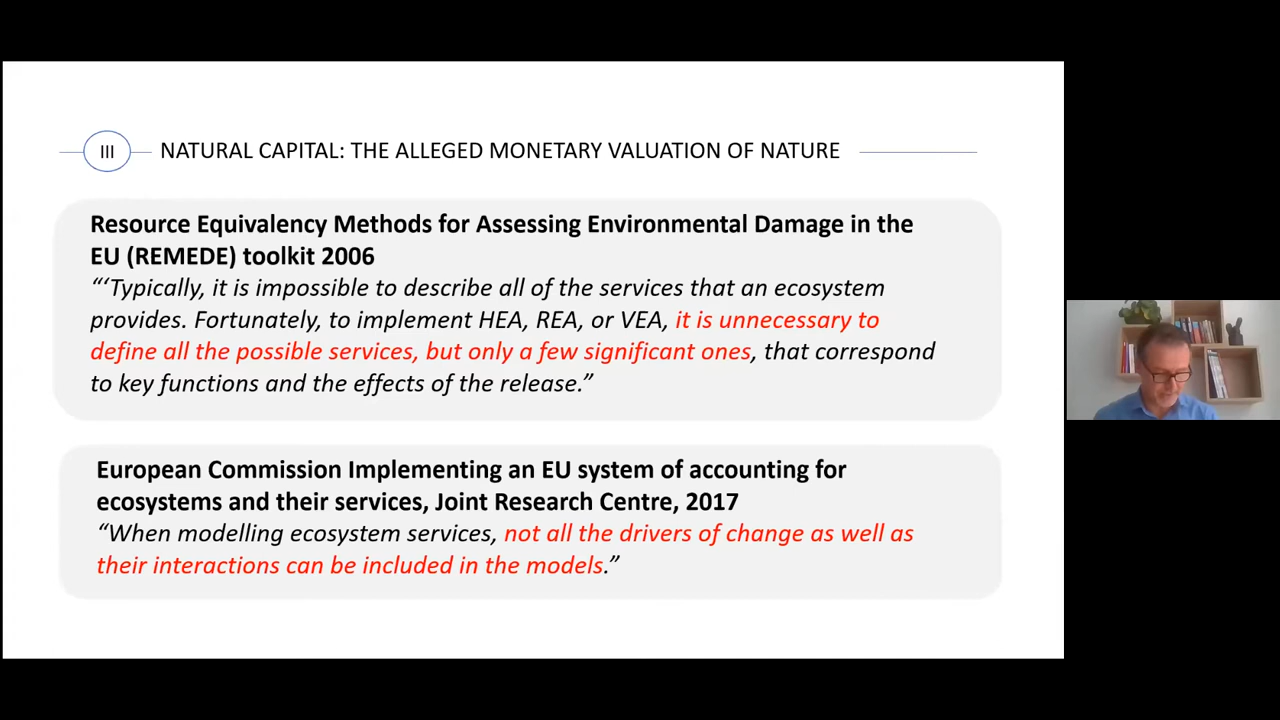 III
NATURAL CAPITAL: THE ALLEGED MONETARY VALUATION OF NATURE
Resource Equivalency Methods for Assessing Environmental Damage in the
EU (REMEDE) toolkit 2006
“‘Typically, it is impossible to describe all of the services that an ecosystem
provides. Fortunately, to implement HEA, REA, or VEA, it is unnecessary to
define all the possible services, but only a few significant ones, that correspond
to key functions and the effects of the release.”
European Commission Implementing an EU system of accounting for
ecosystems and their services, Joint Research Centre, 2017
“When modelling ecosystem services, not all the drivers of change as well as
their interactions can be included in the models.”